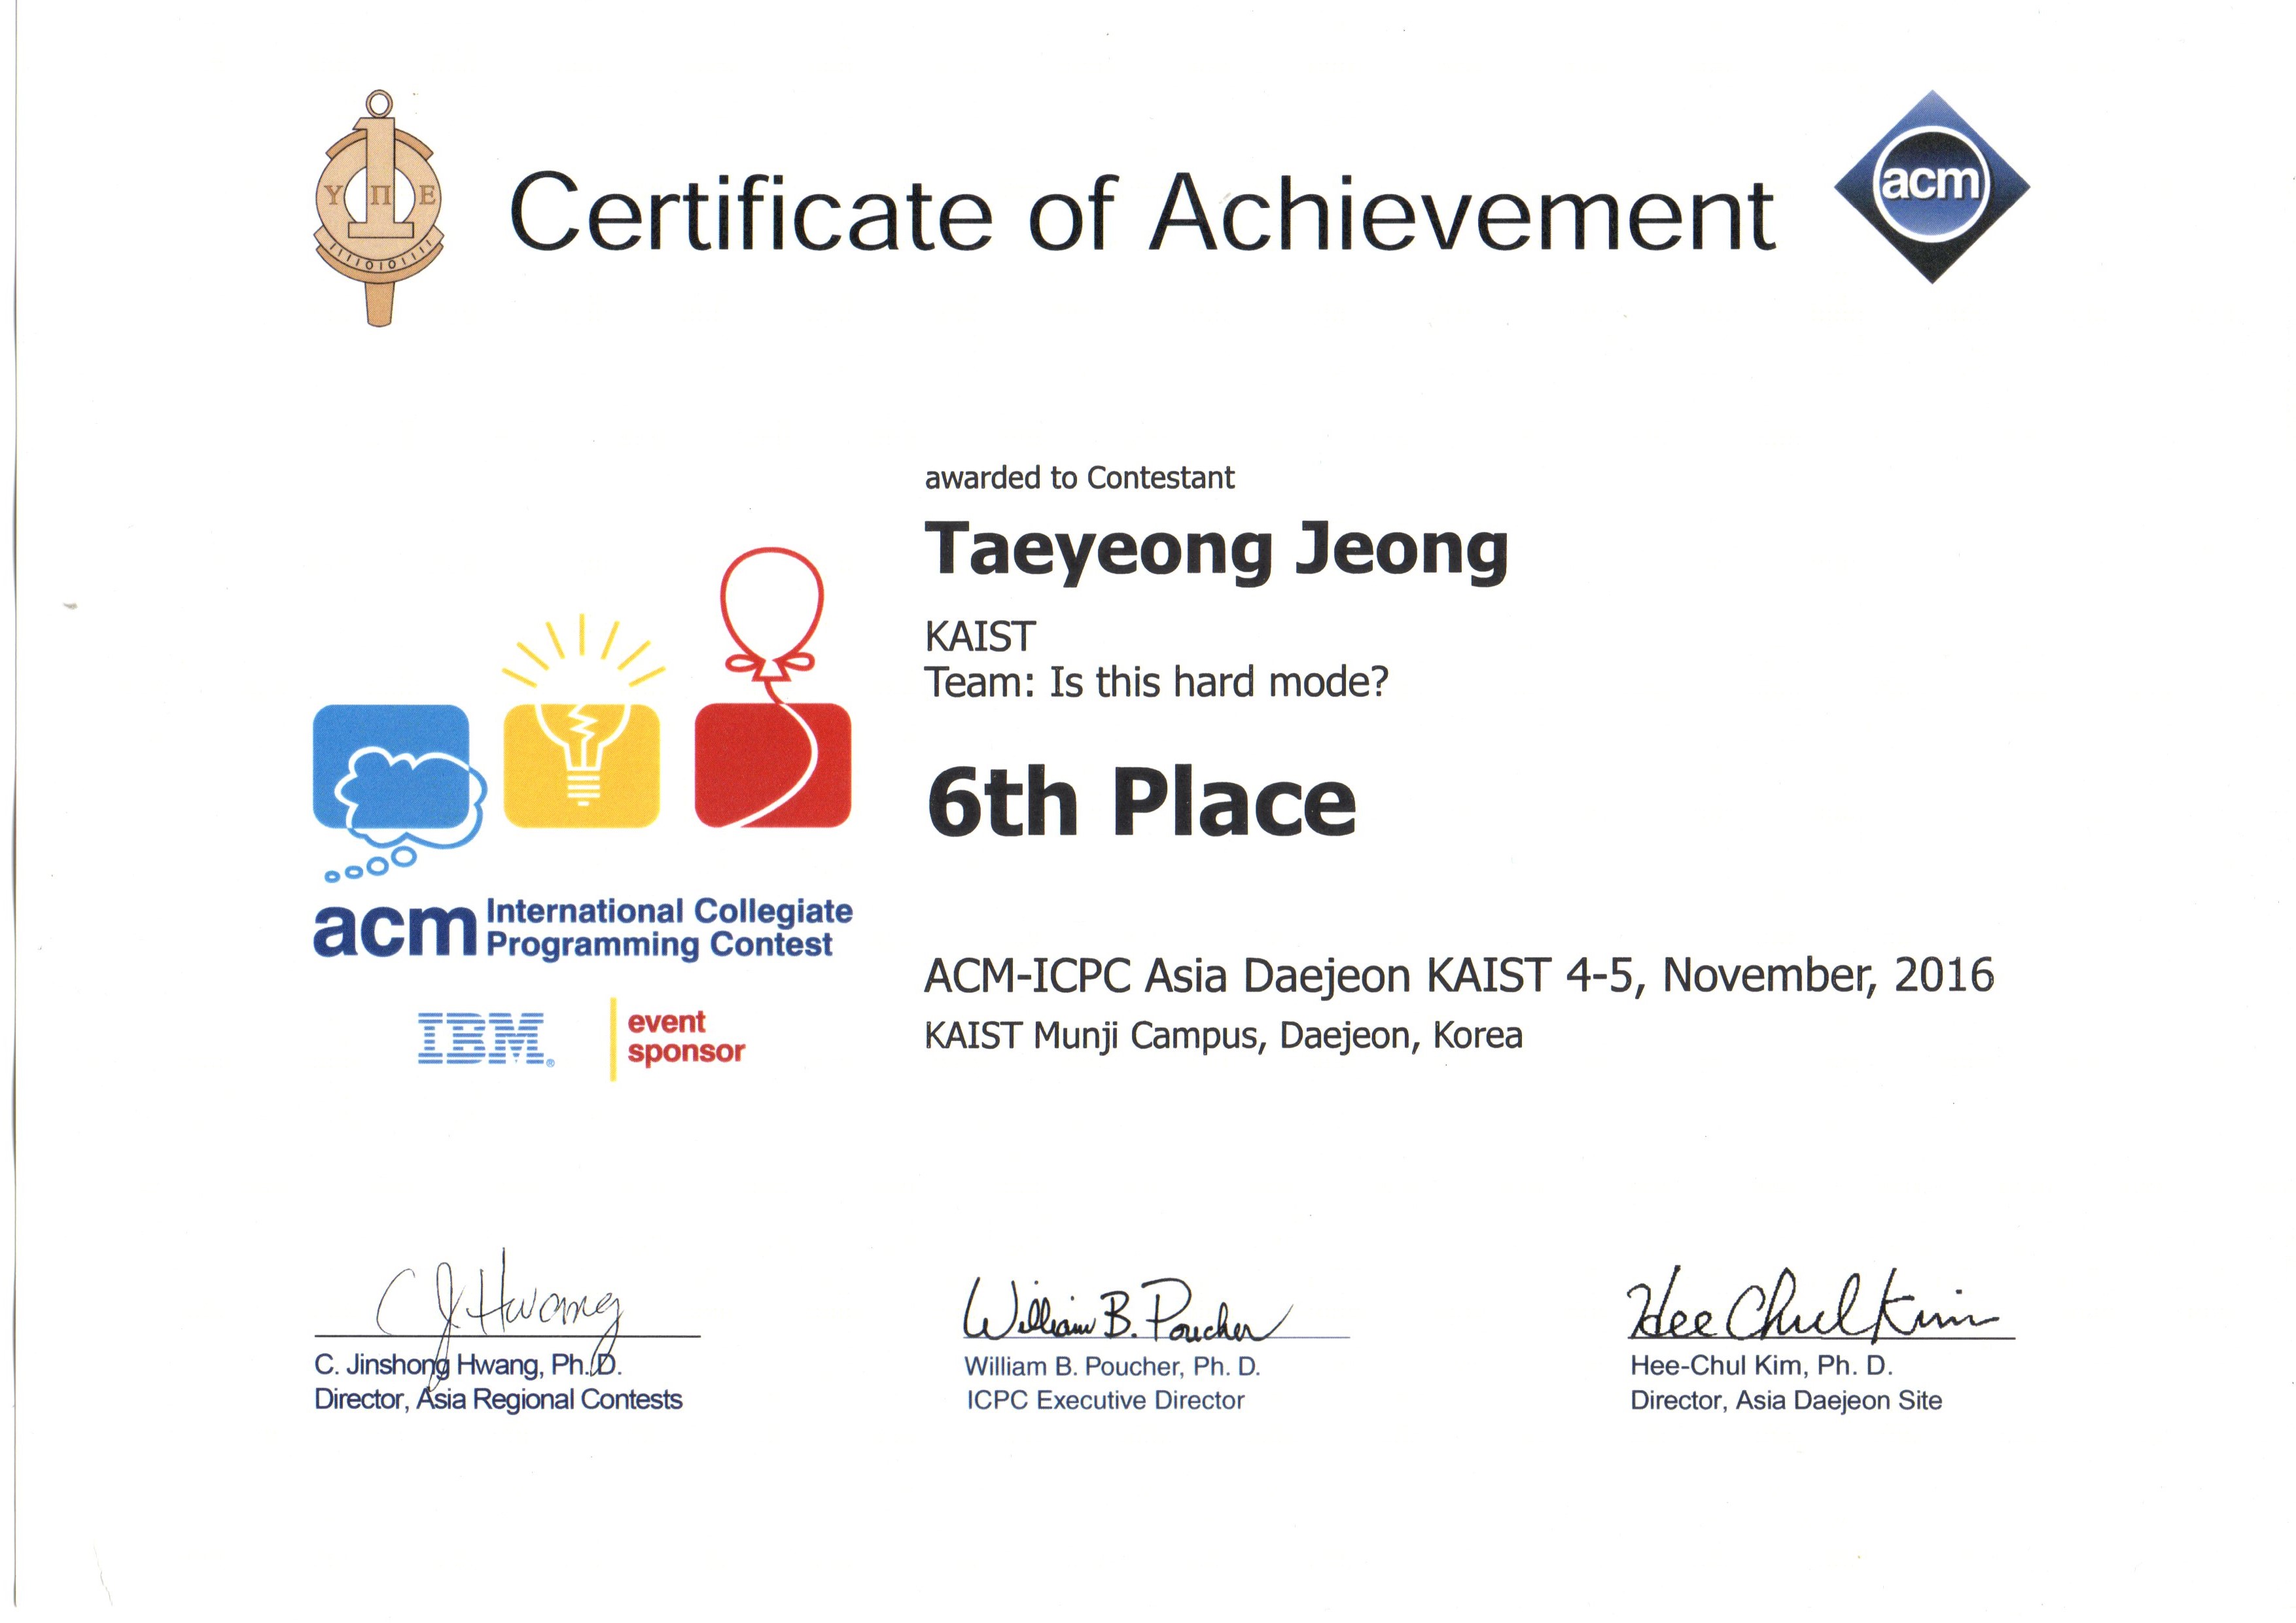 Υ Π Ε
111101011111
Certificate of Achievement
acm
awarded to Contestant
Taeyeong Jeong
KAIST
Team: Is this hard mode?
6th Place
acm International Collegiate
Programming Contest
IBM®
event
sponsor
ACM-ICPC Asia Daejeon KAIST 4-5, November, 2016
KAIST Munji Campus, Daejeon, Korea
C J Hwang
C. Jinshong Hwang, Ph.D.
Director, Asia Regional Contests
William B. Poucher
William B. Poucher, Ph. D.
ICPC Executive Director
Hee Chul Kim
Hee-Chul Kim, Ph. D.
Director, Asia Daejeon Site